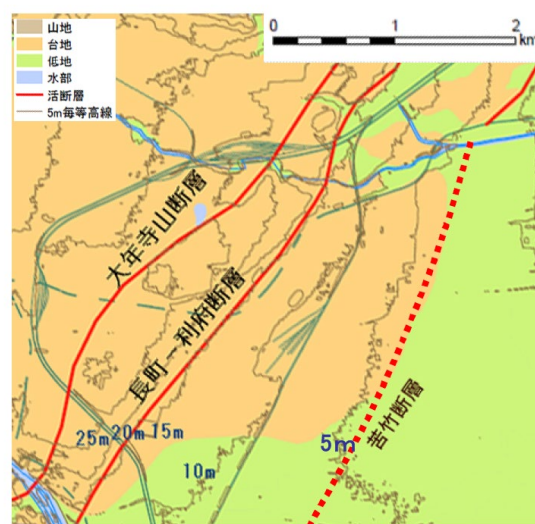 山地
台地
低地
水部
活断層
5m毎等高線
0 1 2
km
大年寺山断層
長町－利府断層
苦竹断層
25m 20m 15m
10m
5m